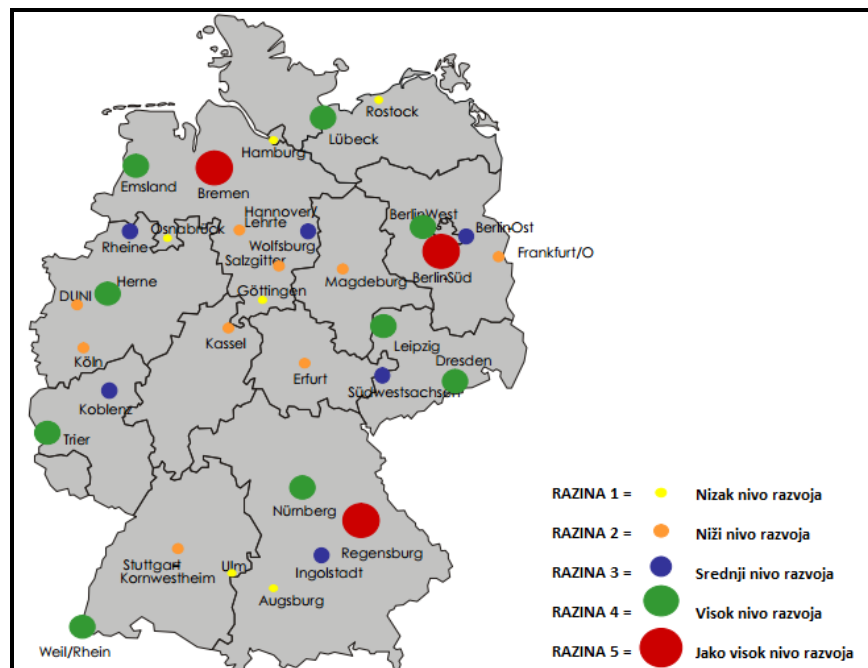 Rostock
Lübeck
Hamburg
Emsland
Bremen
Hannover/
Lehrte
Osnabrück
Rheine
Wolfsburg
Salzgitter
BerlinWest
Berlin-Ost
Berlin-Süd
Frankfurt/O
Magdeburg
Göttingen
Herne
DUNI
Köln
Kassel
Leipzig
Dresden
Erfurt
Südwestsachsen
Koblenz
Trier
Nürnberg
Regensburg
Ingolstadt
Stuttgart
Kornwestheim
Ulm
Augsburg
Weil/Rhein
RAZINA 1 = Nizak nivo razvoja
RAZINA 2 = Niži nivo razvoja
RAZINA 3 = Srednji nivo razvoja
RAZINA 4 = Visok nivo razvoja
RAZINA 5 = Jako visok nivo razvoja